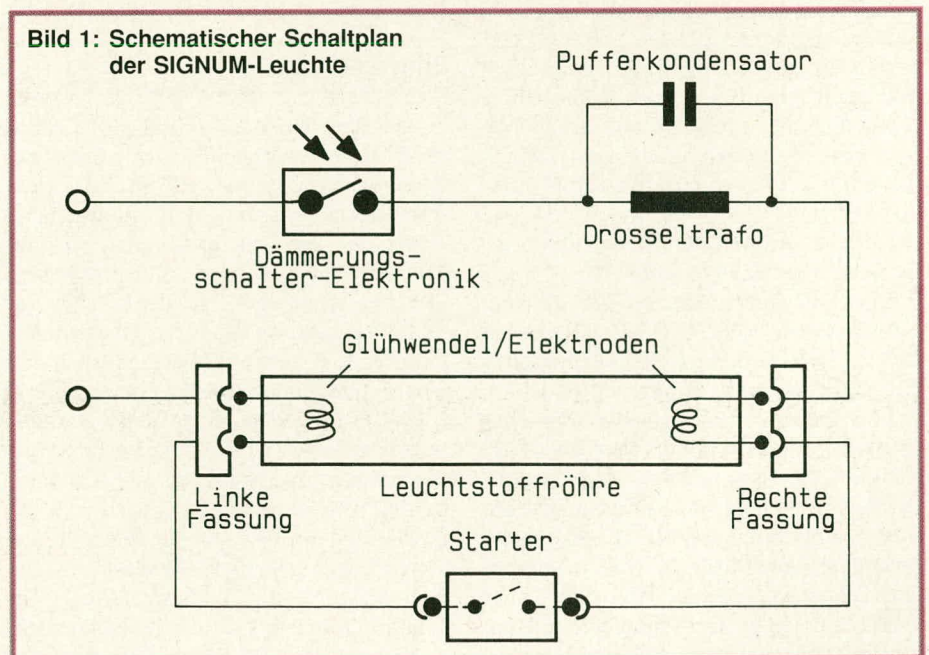 Bild 1: Schematischer Schaltplan
der SIGNUM-Leuchte
Pufferkondensator
Drosseltrafo
Dämmerungs-
schalter-Elektronik
Glühwendel/Elektroden
Leuchtstoffröhre
Linke
Fassung
Rechte
Fassung
Starter